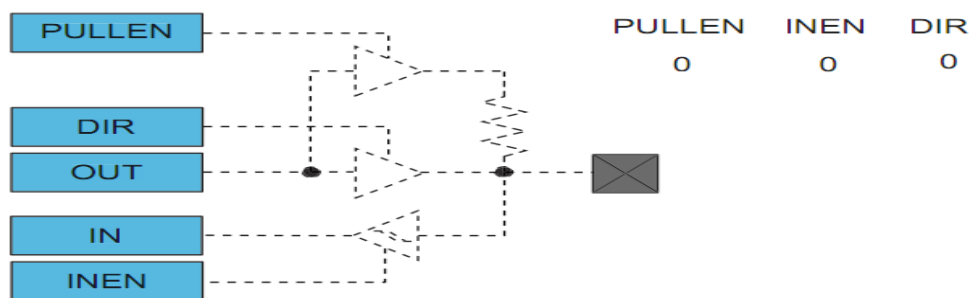 PULLEN
DIR
OUT
IN
INEN
PULLEN INEN DIR
0 0 0